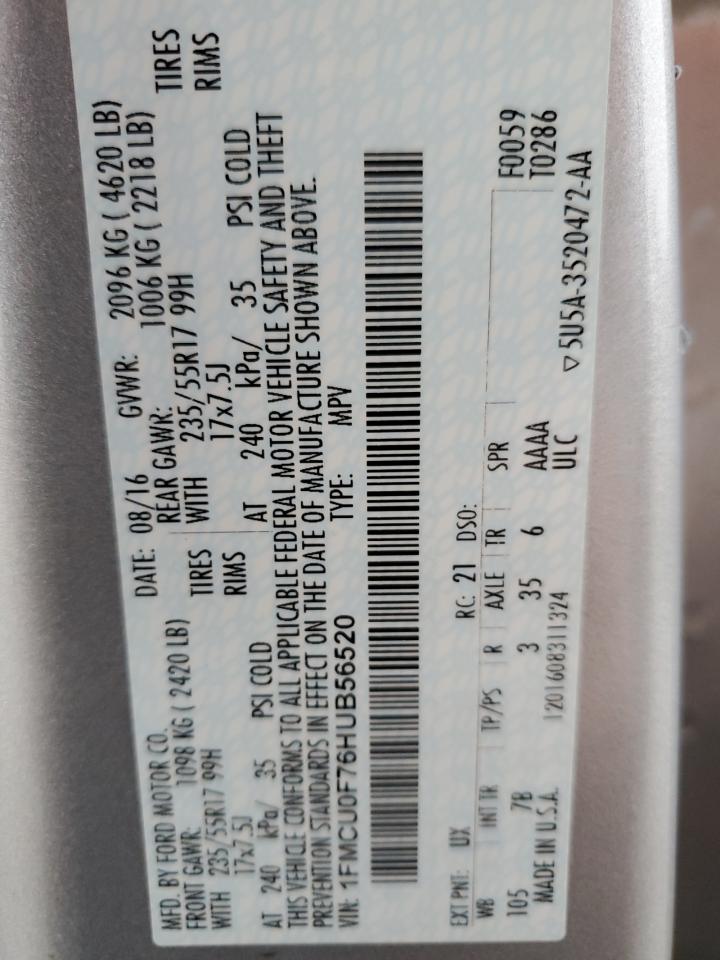 MFD. BY FORD MOTOR CO. DATE: 08/16 GVWR: 2096 KG ( 4620 LB)
FRONT GAWR: 1098 KG ( 2420 LB) REAR GAWR: 1006 KG ( 2218 LB)
WITH 235/55R17 99H TIRES WITH 235/55R17 99H TIRES
17x7.5J RIMS 17x7.5J RIMS
AT 240 kPa/ 35 PSI COLD AT 240 kPa/ 35 PSI COLD
THIS VEHICLE CONFORMS TO ALL APPLICABLE FEDERAL MOTOR VEHICLE SAFETY AND THEFT
PREVENTION STANDARDS IN EFFECT ON THE DATE OF MANUFACTURE SHOWN ABOVE.
VIN: 1FMCU0F76HUB56520 TYPE: MPV
EXT PNT: UX RC: 21 DSO:
WB INT TR TP/PS R AXLE TR SPR F0059
105 7B 3 35 6 AAAA T0286
MADE IN U.S.A. 1201608311324 ULC
▽5U5A-3520472-AA